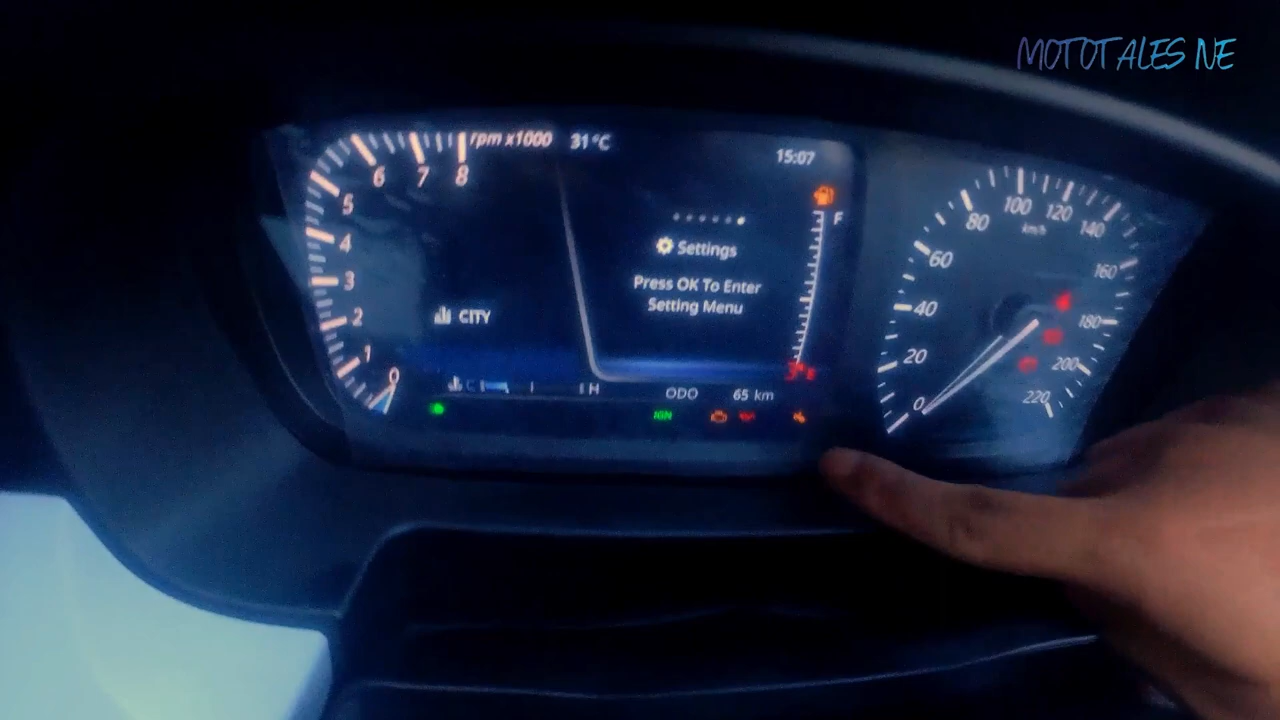 MOTOTALES NE
rpm x1000 31°C
15:07
6 7 8
5
4
3
2
1
0
F
Settings
Press OK To Enter
Setting Menu
CITY
C H
ODO 65 km
IGN
0
20
40
60
80
100
120
140
160
180
200
220
km/h